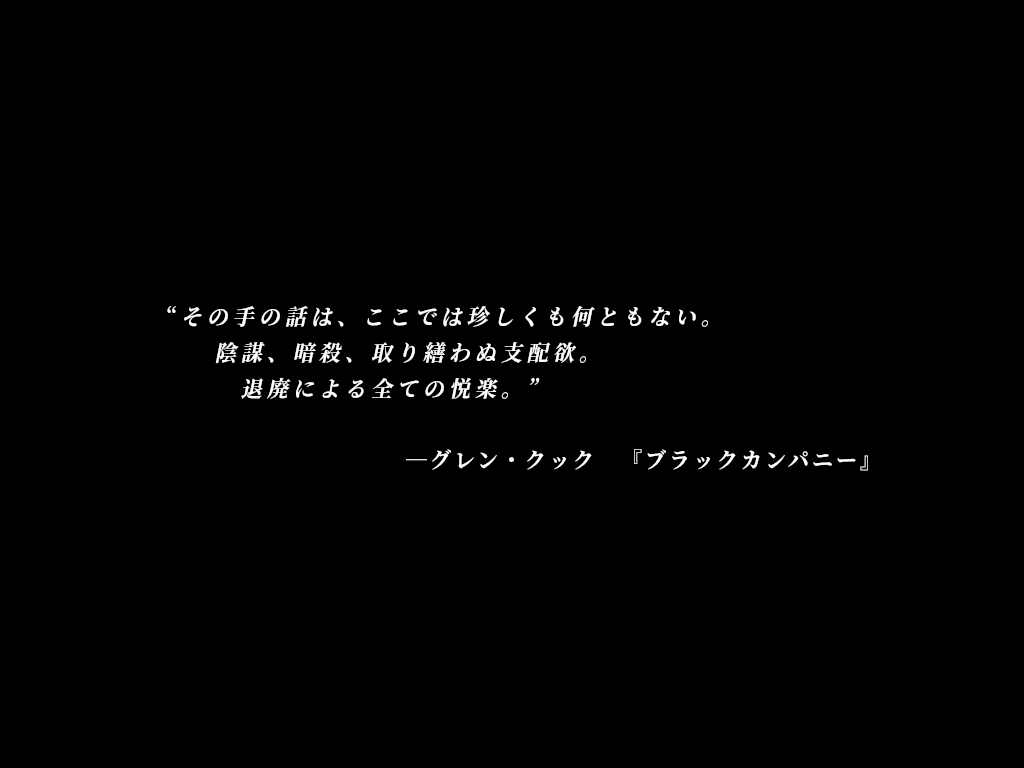 “その手の話は、ここでは珍しくも何ともない。
陰謀、暗殺、取り繕わぬ支配欲。
退廃による全ての悦楽。”
―グレン・クック　『ブラックカンパニー』